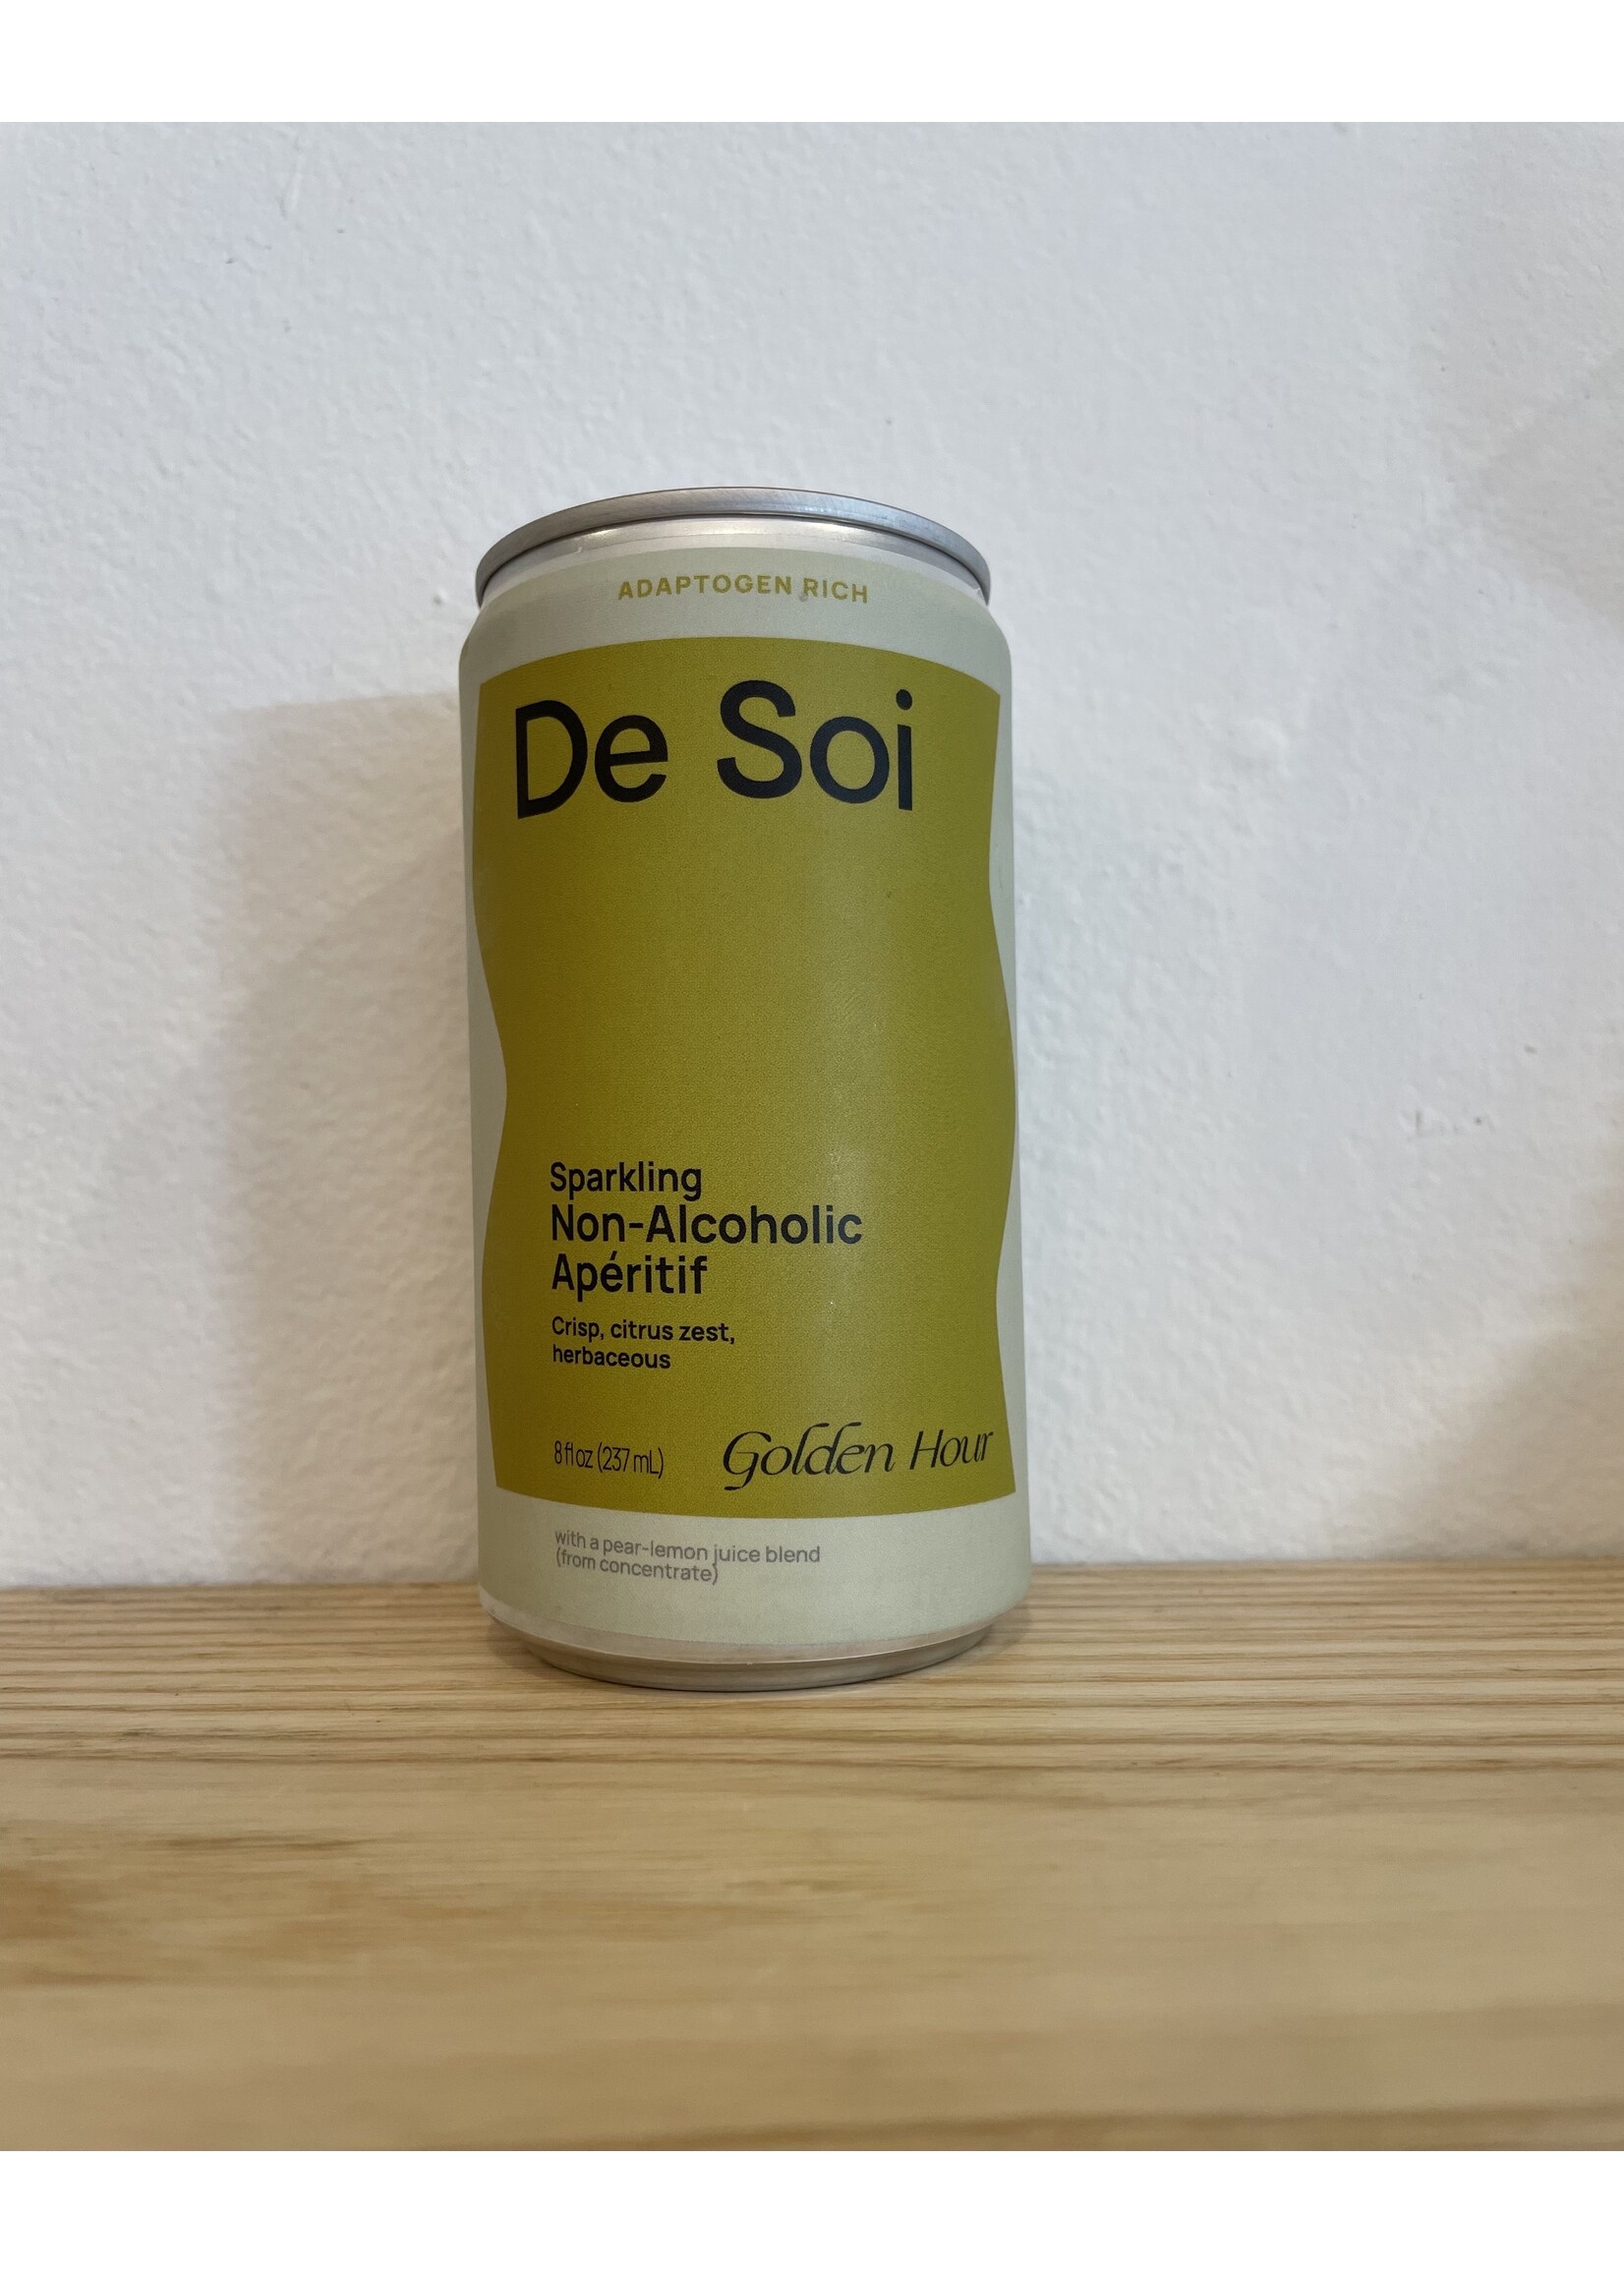 ADAPTOGEN RICH
De Soi
Sparkling
Non-Alcoholic
Apéritif
Crisp, citrus zest,
herbaceous
8 fl oz (237 mL)
Golden Hour
with a pear-lemon juice blend
(from concentrate)